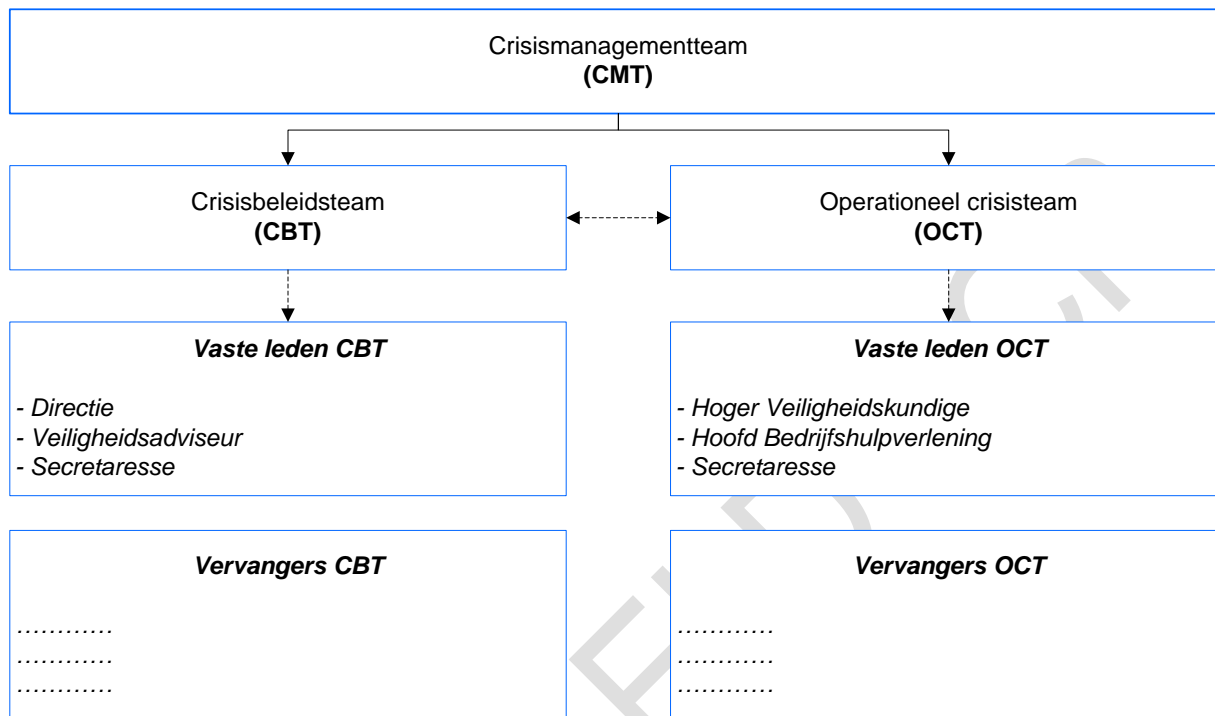 Crisismanagementteam
(CMT)
Crisisbeleidsteam
(CBT)
Operationeel crisisteam
(OCT)
Vaste leden CBT
- Directie
- Veiligheidsadviseur
- Secretaresse
Vaste leden OCT
- Hoger Veiligheidskundige
- Hoofd Bedrijfshulpverlening
- Secretaresse
Vervangers CBT
…………
…………
…………
Vervangers OCT
…………
…………
…………